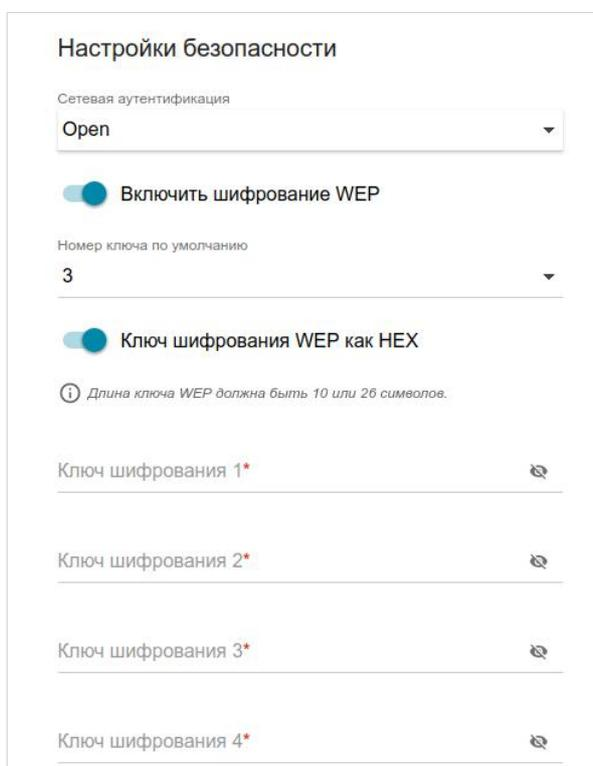 Настройки безопасности
Сетевая аутентификация
Open
Включить шифрование WEP
Номер ключа по умолчанию
3
Ключ шифрования WEP как HEX
Длина ключа WEP должна быть 10 или 26 символов.
Ключ шифрования 1*
Ключ шифрования 2*
Ключ шифрования 3*
Ключ шифрования 4*